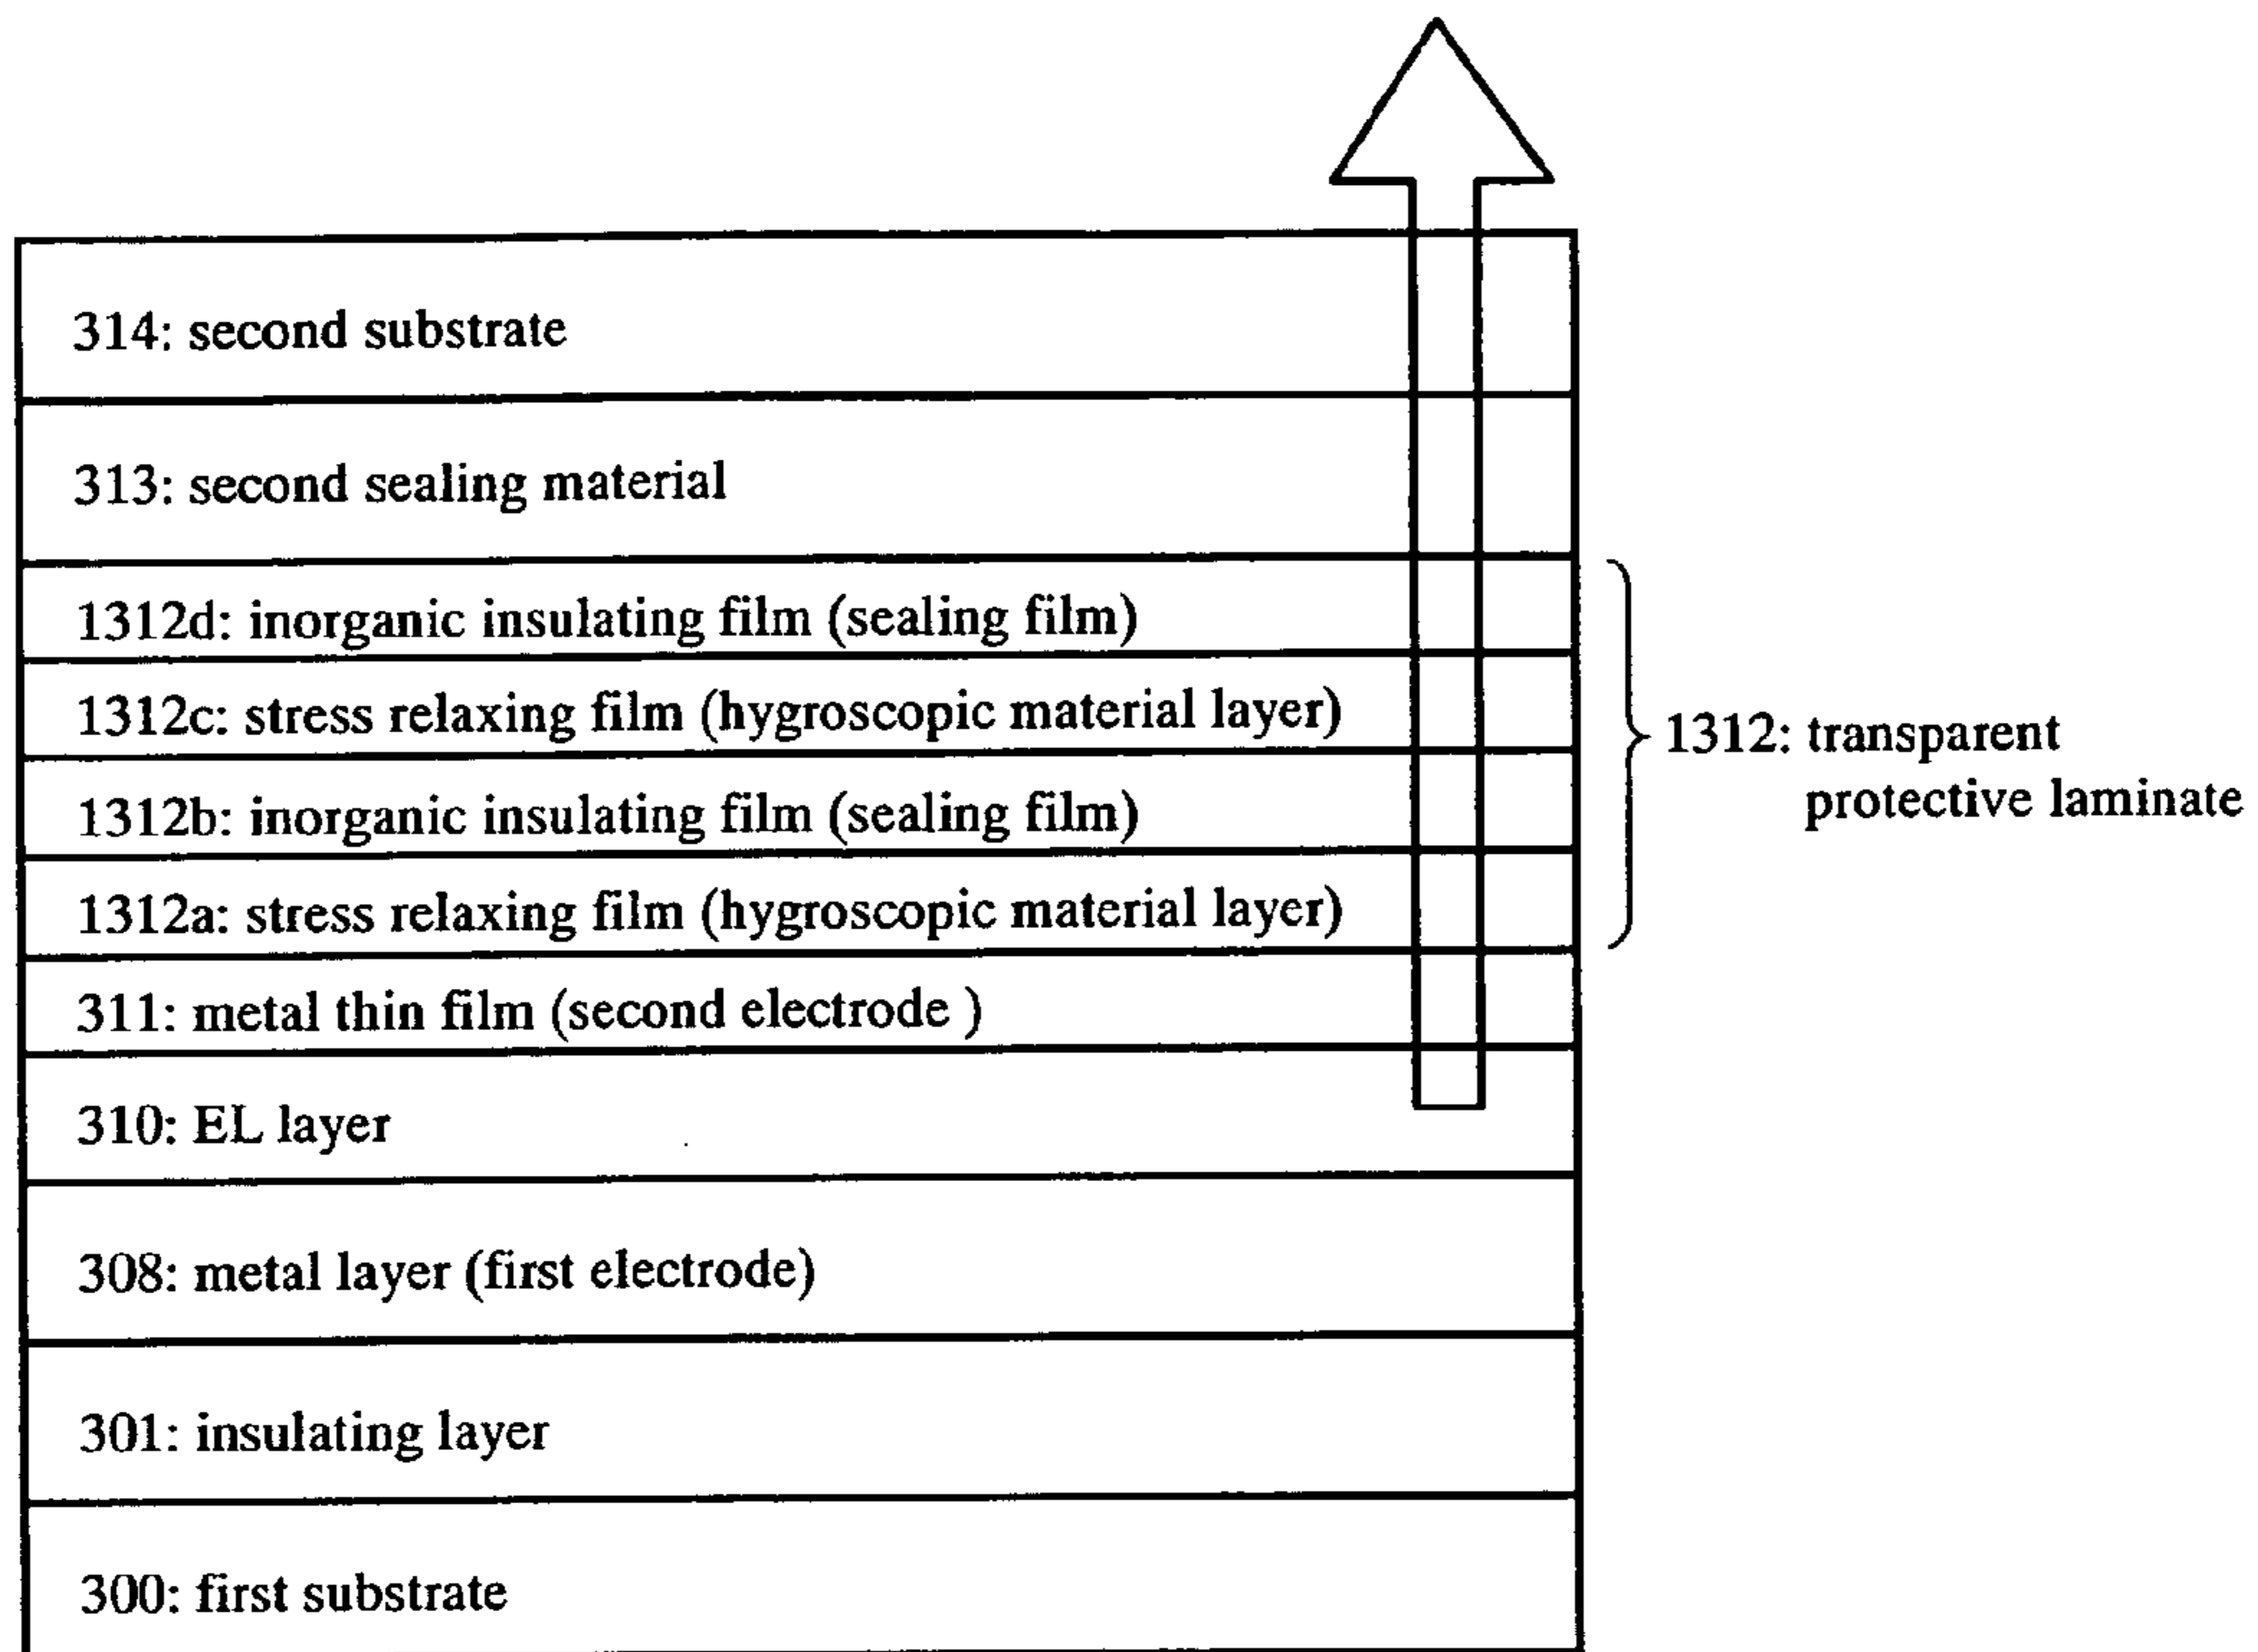 314: second substrate
313: second sealing material
1312d: inorganic insulating film (sealing film)
1312c: stress relaxing film (hygroscopic material layer)
1312b: inorganic insulating film (sealing film)
1312a: stress relaxing film (hygroscopic material layer)
1312: transparent
protective laminate
311: metal thin film (second electrode )
310: EL layer
308: metal layer (first electrode)
301: insulating layer
300: first substrate